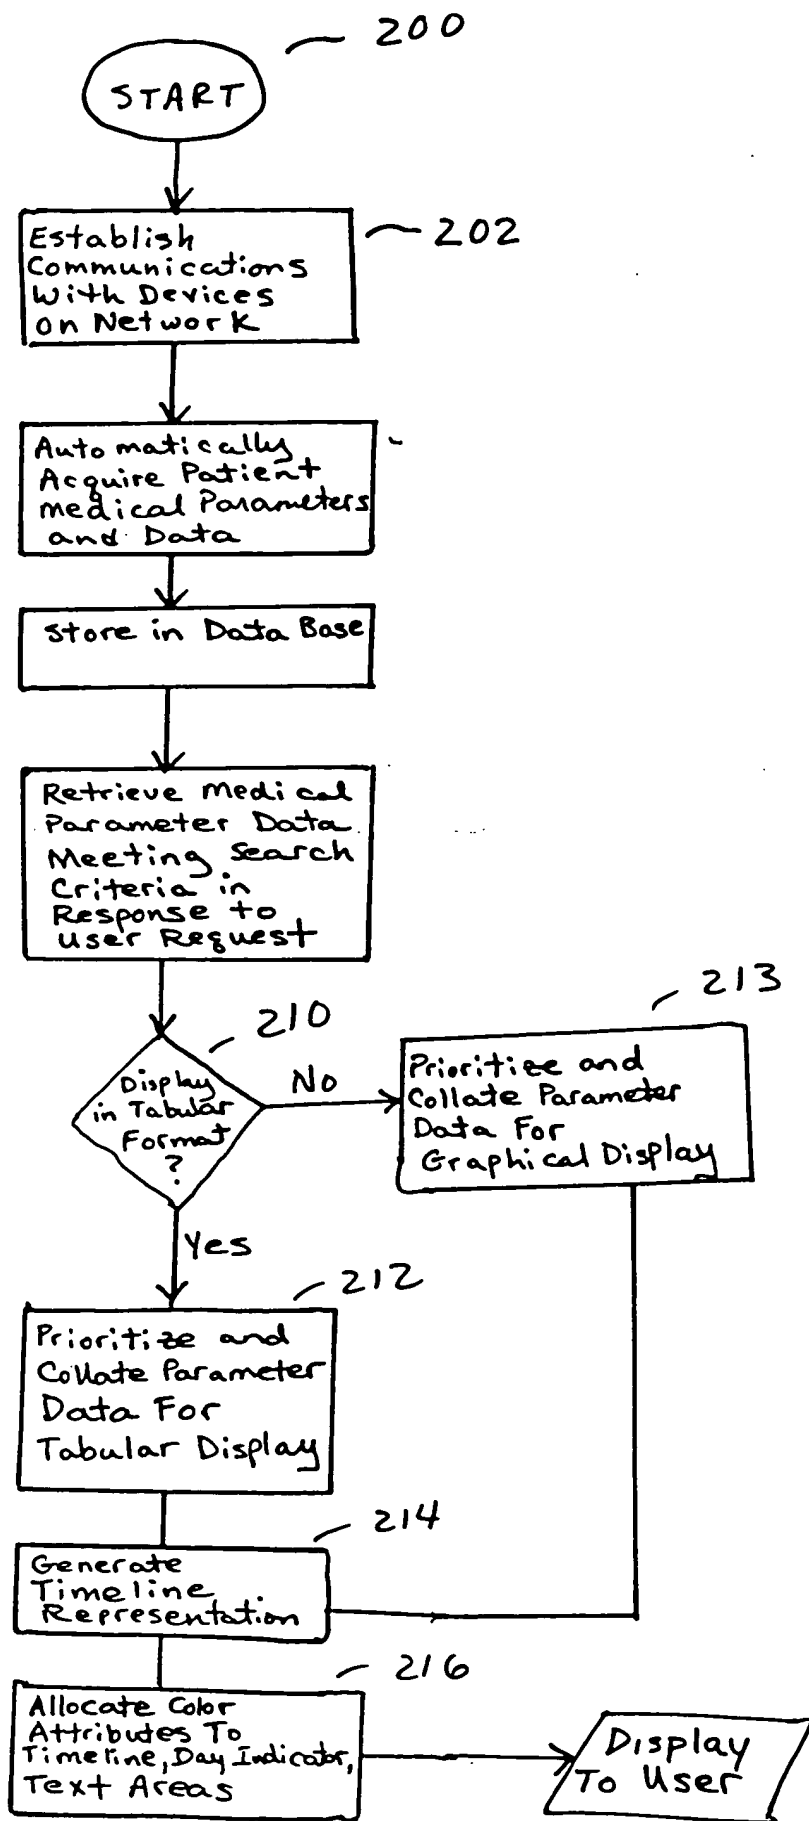 200
START
202
Establish
Communications
With Devices
on Network
Automatically
Acquire Patient
medical Parameters
and Data
Store in Data Base
Retrieve Medical
Parameter Data
Meeting Search
Criteria in
Response to
User Request
210
213
Display
in Tabular
Format
?
No
Prioritize and
Collate Parameter
Data For
Graphical Display
Yes
212
Prioritize and
Collate Parameter
Data For
Tabular Display
214
Generate
Timeline
Representation
216
Allocate Color
Attributes To
Timeline, Day Indicator,
Text Areas
Display
To User